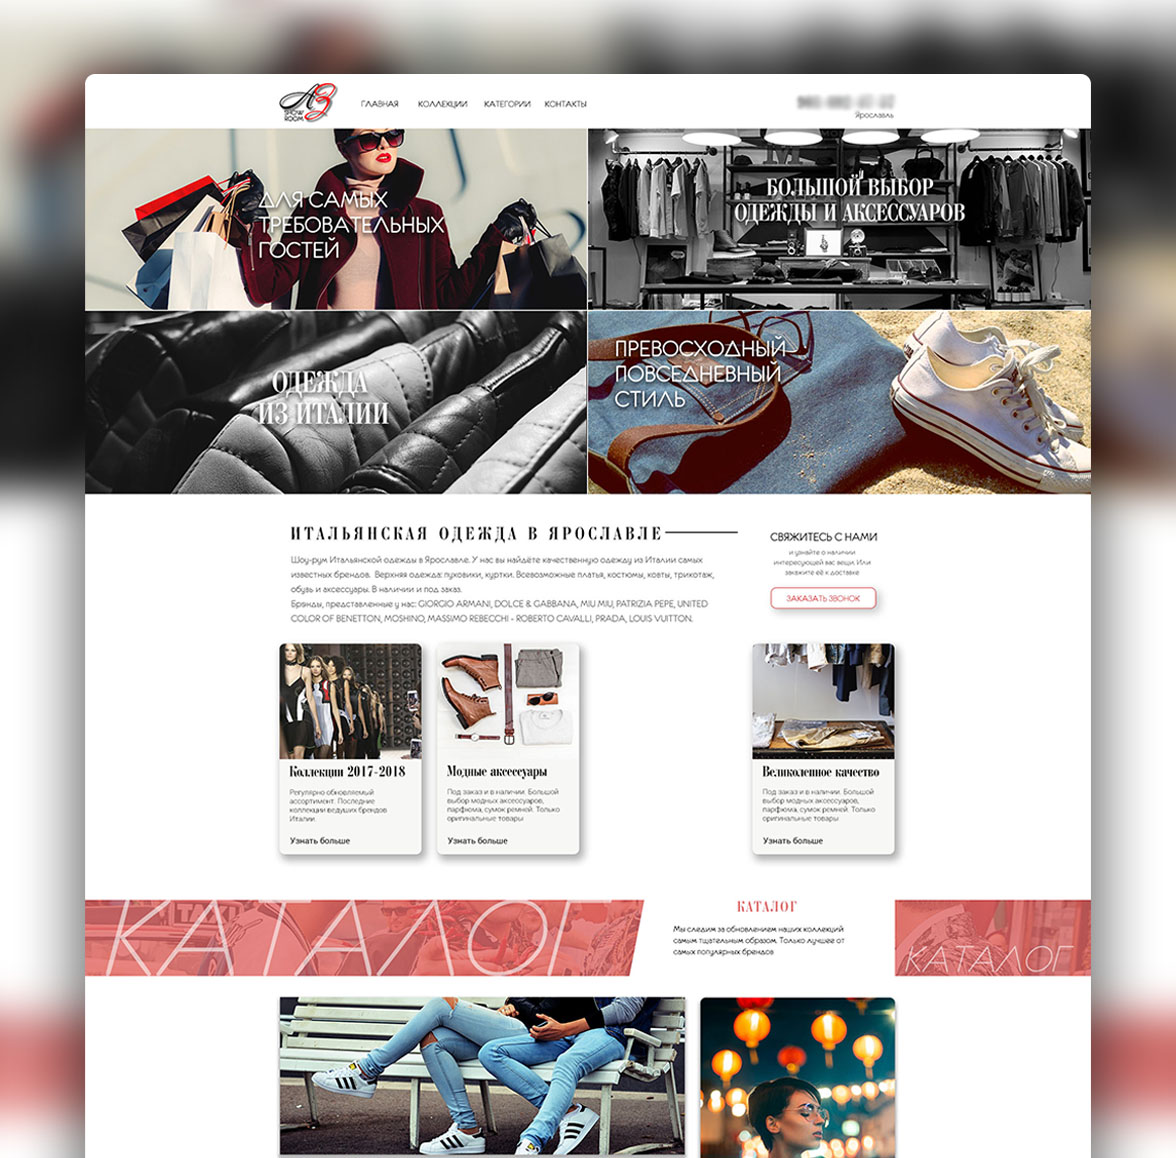 АЗ
SHOW
ROOM
ГЛАВНАЯ
КОЛЛЕКЦИИ
КАТЕГОРИИ
КОНТАКТЫ
Ярославль
ДЛЯ САМЫХ
ТРЕБОВАТЕЛЬНЫХ
ГОСТЕЙ
БОЛЬШОЙ ВЫБОР
ОДЕЖДЫ И АКСЕССУАРОВ
ОДЕЖДА
ИЗ ИТАЛИИ
ПРЕВОСХОДНЫЙ
ПОВСЕДНЕВНЫЙ
СТИЛЬ
ИТАЛЬЯНСКАЯ ОДЕЖДА В ЯРОСЛАВЛЕ
Шоу-рум Итальянской одежды в Ярославле. У нас вы найдёте качественную одежду из Италии самых
известных брендов. Верхняя одежда: пуховики, куртки. Всевозможные платья, костюмы, кофты, трикотаж,
обувь и аксессуары. В наличии и под заказ.
Брэнды, представленные у нас: GIORGIO ARMANI, DOLCE & GABBANA, MIU MIU, PATRIZIA PEPE, UNITED
COLOR OF BENETTON, MOSHINO, MASSIMO REBECCHI - ROBERTO CAVALLI, PRADA, LOUIS VUITTON.
СВЯЖИТЕСЬ С НАМИ
и узнайте о наличии
интересующей вас вещи. Или
закажите её к доставке
ЗАКАЗАТЬ ЗВОНОК
Коллекции 2017-2018
Регулярно обновляемый
ассортимент. Последние
коллекции ведущих брендов
Италии.
Узнать больше
Модные аксессуары
Под заказ и в наличии. Большой
выбор модных аксессуаров,
парфюма, сумок ремней. Только
оригинальные товары
Узнать больше
Великолепное качество
Под заказ и в наличии. Большой
выбор модных аксессуаров,
парфюма, сумок ремней. Только
оригинальные товары
Узнать больше
КАТАЛОГ
TAXI
КАТАЛОГ
Мы следим за обновлением наших коллекций
самым тщательным образом. Только лучшее от
самых популярных брендов
КАТАЛОГ